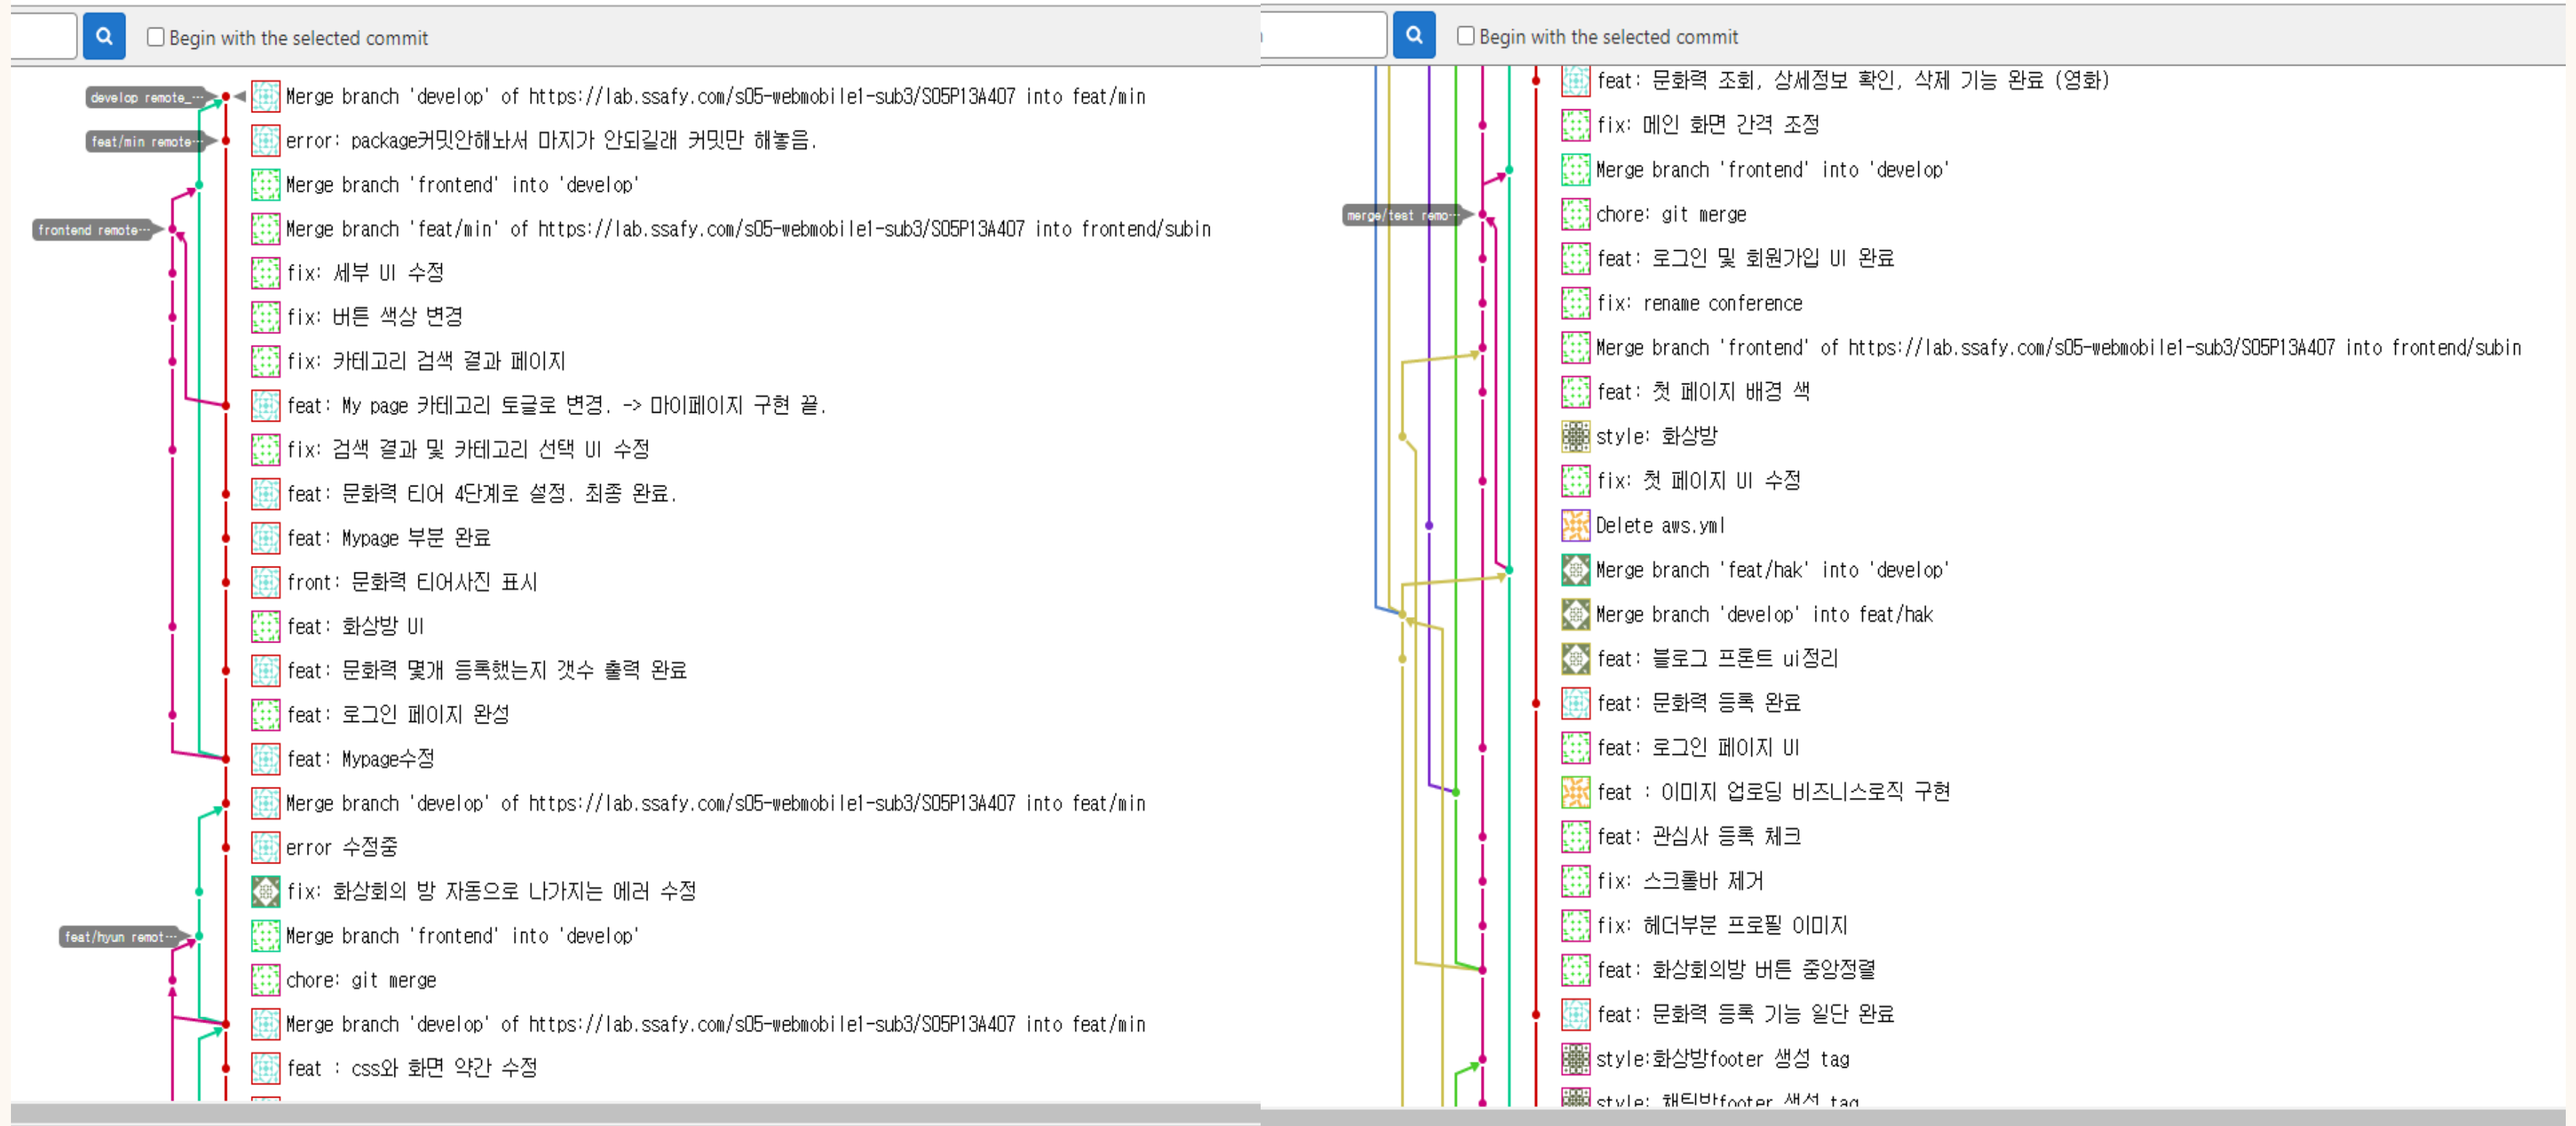 Begin with the selected commit
develop remote_…
Merge branch 'develop' of https://lab.ssafy.com/s05-webmobile1-sub3/S05P13A407 into feat/min
feat/min remote…
error: package커밋안해놔서 마지가 안되길래 커밋만 해놓음.
Merge branch 'frontend' into 'develop'
frontend remote…
Merge branch 'feat/min' of https://lab.ssafy.com/s05-webmobile1-sub3/S05P13A407 into frontend/subin
fix: 세부 UI 수정
fix: 버튼 색상 변경
fix: 카테고리 검색 결과 페이지
feat: My page 카테고리 토글로 변경. -> 마이페이지 구현 끝.
fix: 검색 결과 및 카테고리 선택 UI 수정
feat: 문화력 티어 4단계로 설정. 최종 완료.
feat: Mypage 부분 완료
front: 문화력 티어사진 표시
feat: 화상방 UI
feat: 문화력 몇개 등록했는지 갯수 출력 완료
feat: 로그인 페이지 완성
feat: Mypage수정
Merge branch 'develop' of https://lab.ssafy.com/s05-webmobile1-sub3/S05P13A407 into feat/min
error 수정중
fix: 화상회의 방 자동으로 나가지는 에러 수정
feat/hyun remot…
Merge branch 'frontend' into 'develop'
chore: git merge
Merge branch 'develop' of https://lab.ssafy.com/s05-webmobile1-sub3/S05P13A407 into feat/min
feat : css와 화면 약간 수정
Begin with the selected commit
feat: 문화력 조회, 상세정보 확인, 삭제 기능 완료 (영화)
fix: 메인 화면 간격 조정
Merge branch 'frontend' into 'develop'
merge/test remo…
chore: git merge
feat: 로그인 및 회원가입 UI 완료
fix: rename conference
Merge branch 'frontend' of https://lab.ssafy.com/s05-webmobile1-sub3/S05P13A407 into frontend/subin
feat: 첫 페이지 배경 색
style: 화상방
fix: 첫 페이지 UI 수정
Delete aws.yml
Merge branch 'feat/hak' into 'develop'
Merge branch 'develop' into feat/hak
feat: 블로그 프론트 ui정리
feat: 문화력 등록 완료
feat: 로그인 페이지 UI
feat : 이미지 업로딩 비즈니스로직 구현
feat: 관심사 등록 체크
fix: 스크롤바 제거
fix: 헤더부분 프로필 이미지
feat: 화상회의방 버튼 중앙정렬
feat: 문화력 등록 기능 일단 완료
style:화상방footer 생성 tag
style: 채팅방footer 생성 tag